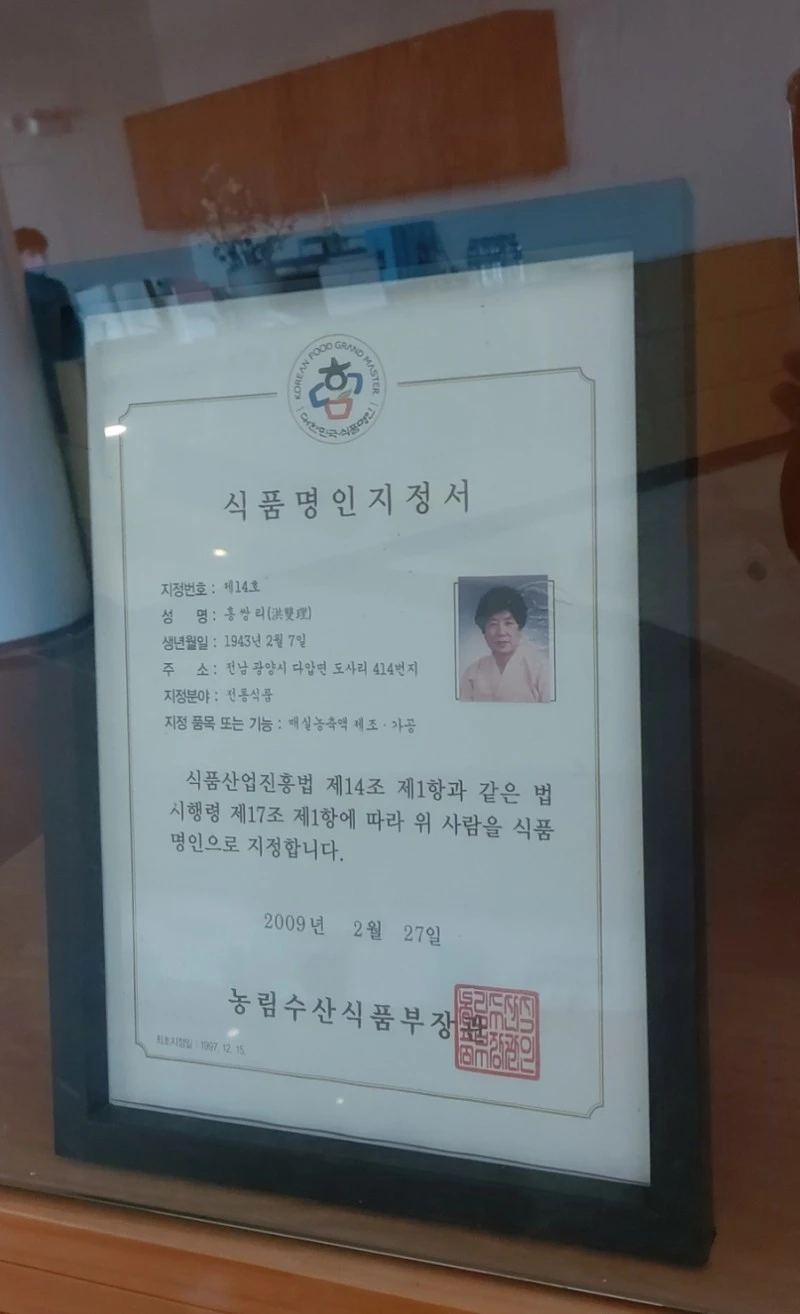 KOREAN FOOD GRAND MASTER
대한민국 식품명인
식품명인지정서
지정번호 : 제14호
성 명 : 홍쌍리(洪雙理)
생년월일 : 1943년 2월 7일
주 소 : 전남 광양시 다압면 도사리 414번지
지정분야 : 전통식품
지정 품목 또는 기능 : 매실농축액 제조 · 가공
식품산업진흥법 제14조 제1항과 같은 법
시행령 제17조 제1항에 따라 위 사람을 식품
명인으로 지정합니다.
2009년 2월 27일
농림수산식품부장관
최초지정일 : 1997. 12. 15.